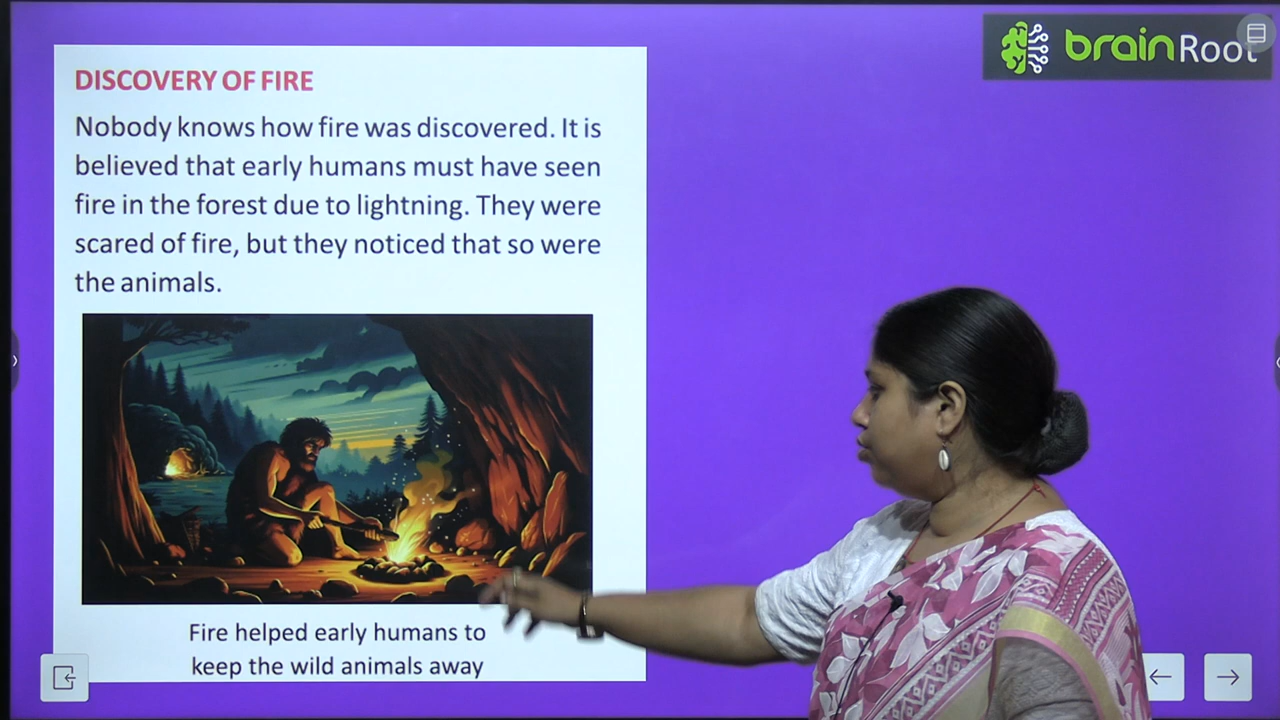 brainRoot
DISCOVERY OF FIRE
Nobody knows how fire was discovered. It is
believed that early humans must have seen
fire in the forest due to lightning. They were
scared of fire, but they noticed that so were
the animals.
Fire helped early humans to
keep the wild animals away